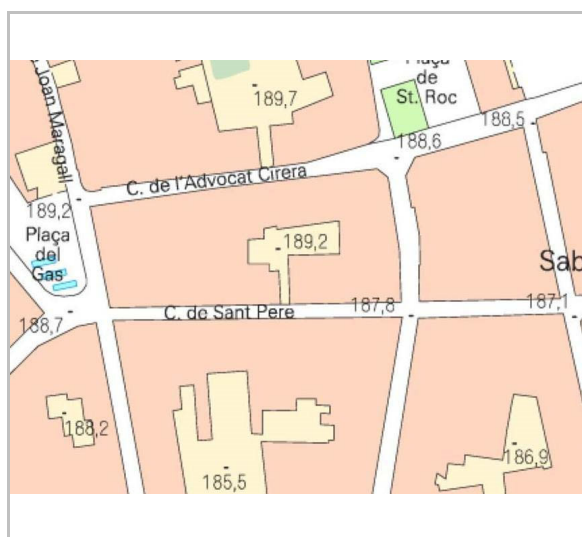 Plaça
de
St. Roc
189,7
188,5
188,6
Joan Maragall
C. de l'Advocat Cirera
189,2
Plaça
del
Gas
189,2
Sab
188,7
C. de Sant Pere
187,8
187,1
188,2
185,5
186,9